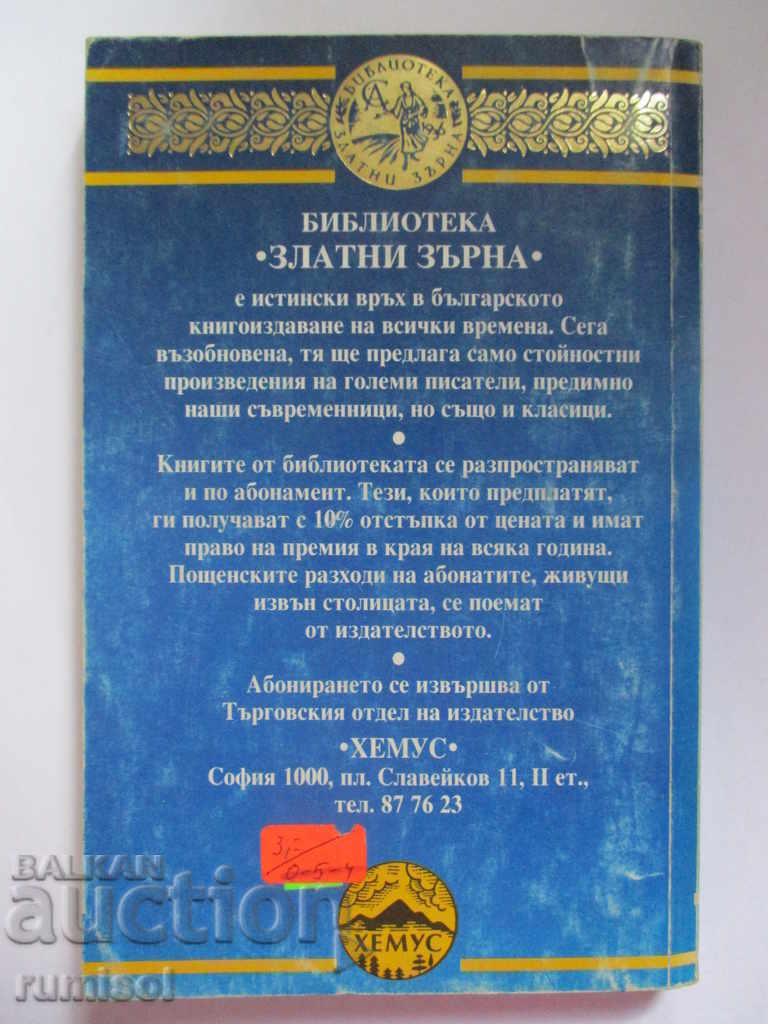 БИБЛИОТЕКА
ЗЛАТНИ ЗЪРНА
БИБЛИОТЕКА
•ЗЛАТНИ ЗЪРНА•
е истински връх в българското
книгоиздаване на всички времена. Сега
възобновена, тя ще предлага само стойностни
произведения на големи писатели, предимно
наши съвременници, но също и класици.
•
Книгите от библиотеката се разпространяват
и по абонамент. Тези, които предплатят,
ги получават с 10% отстъпка от цената и имат
право на премия в края на всяка година.
Пощенските разходи на абонатите, живущи
извън столицата, се поемат
от издателството.
•
Абонирането се извършва от
Търговския отдел на издателство
•ХЕМУС•
София 1000, пл. Славейков 11, II ет.,
тел. 87 76 23
3,-
0-5-4
ХЕМУС
BALKAN
auction
rumisol